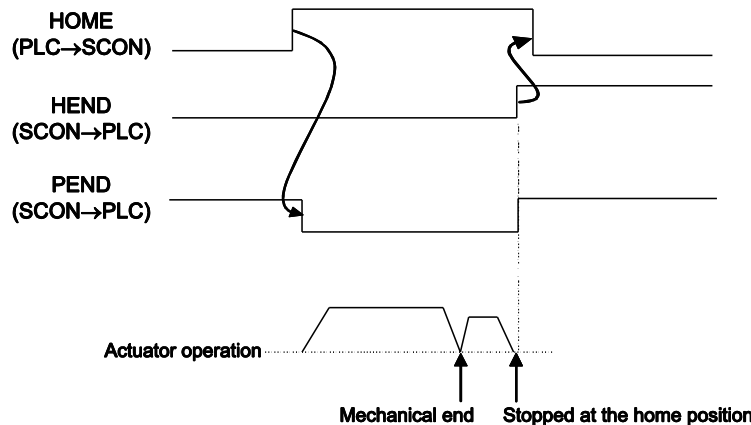 HOME
(PLC→SCON)
HEND
(SCON→PLC)
PEND
(SCON→PLC)
Actuator operation
Mechanical end
Stopped at the home position